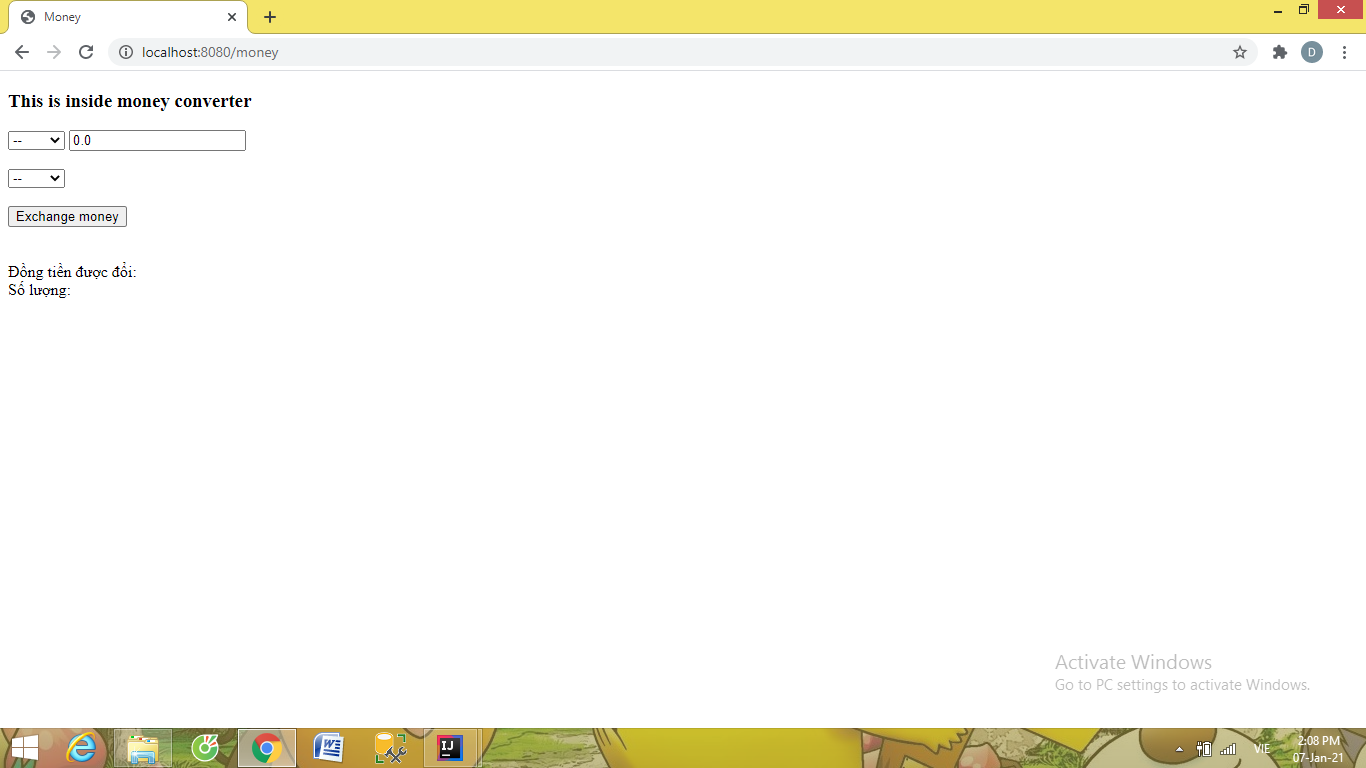 Money
localhost:8080/money
D
This is inside money converter
-- 0.0
--
Exchange money
Đồng tiền được đổi:
Số lượng:
Activate Windows
Go to PC settings to activate Windows.
W
IJ
VIE
2:08 PM
07-Jan-21